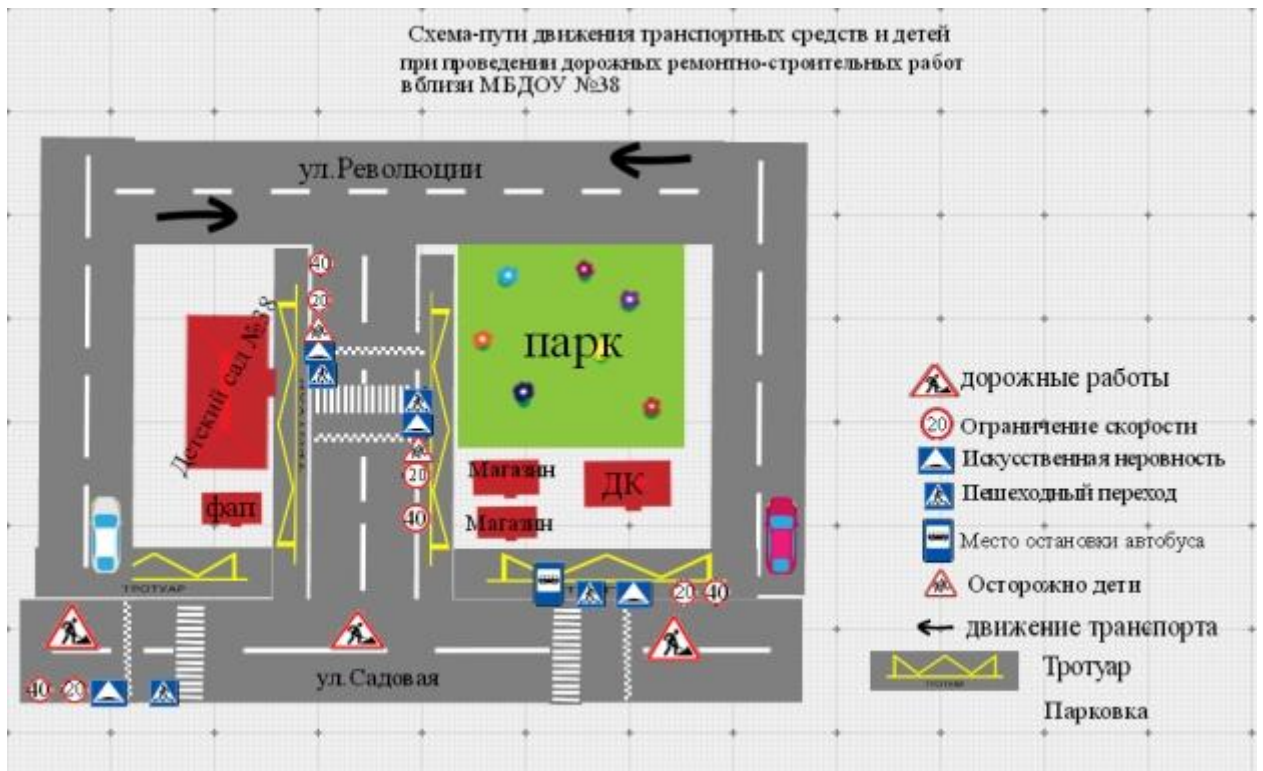 Схема-пути движения транспортных средств и детей
при проведении дорожных ремонтно-строительных работ
вблизи МБДОУ №38
ул.Революции
40
20
Детский сад №38
ТРОТУАР
парк
Магазин
ДК
20
фап
Магазин
40
ТРОТУАР
20 40
ул.Садовая
40 20
дорожные работы
20 Ограничение скорости
Искусственная неровность
Пешеходный переход
Место остановки автобуса
Осторожно дети
движение транспорта
Тротуар
ТРОТУАР
Парковка